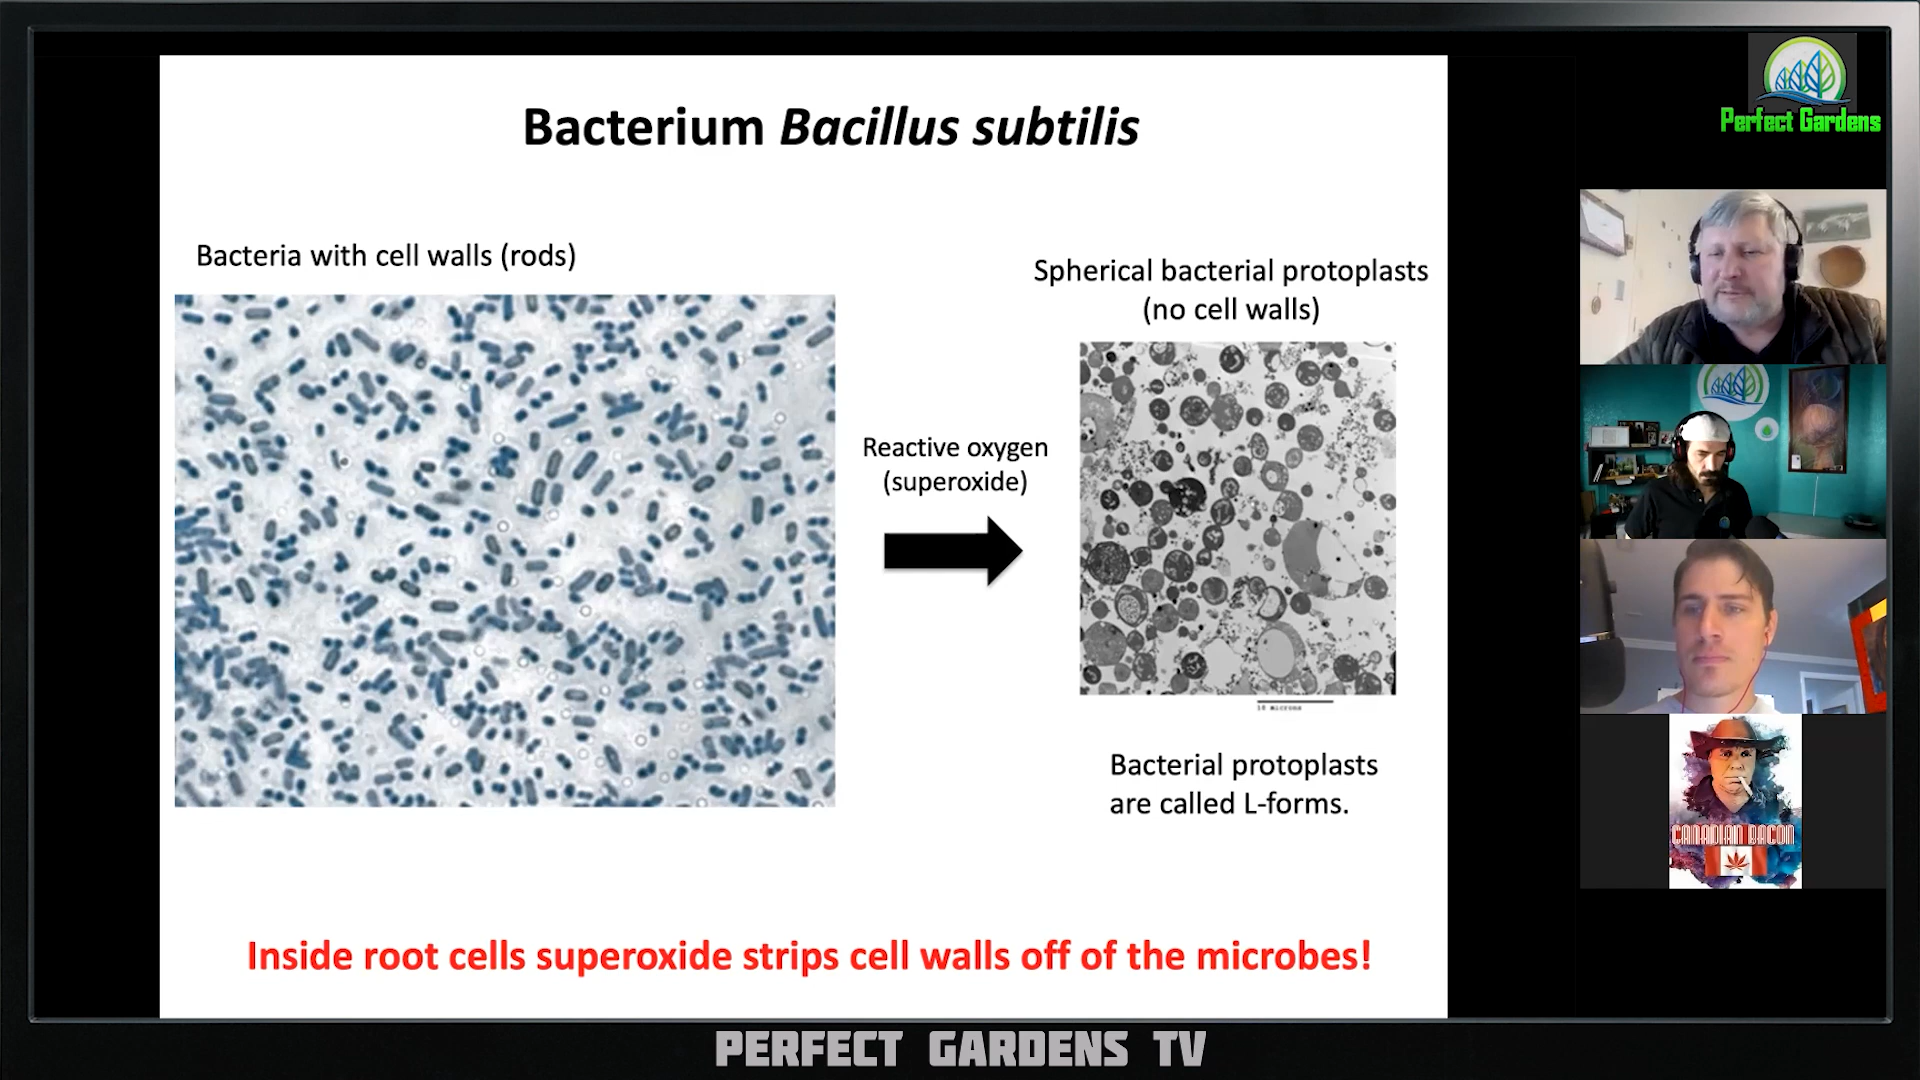 Perfect Gardens
Bacterium Bacillus subtilis
Bacteria with cell walls (rods)
Spherical bacterial protoplasts
(no cell walls)
Reactive oxygen
(superoxide)
10 microns
Bacterial protoplasts
are called L-forms.
Inside root cells superoxide strips cell walls off of the microbes!
CANADIAN BACON
PERFECT GARDENS TV